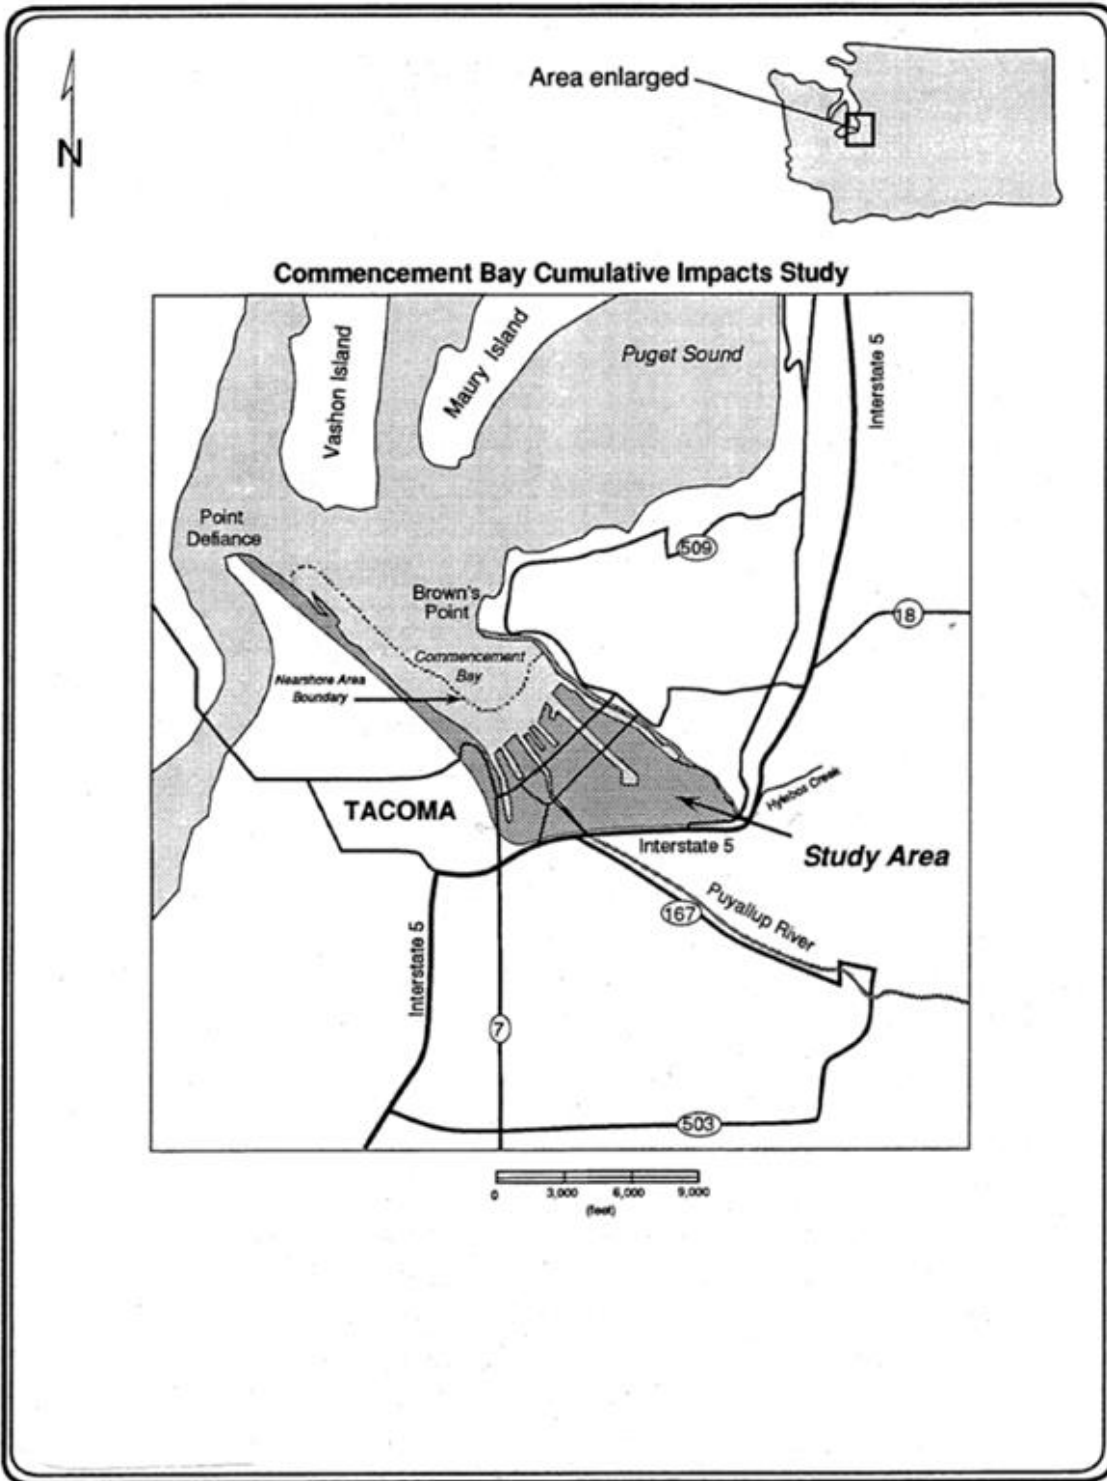 Area enlarged
N
Commencement Bay Cumulative Impacts Study
Vashon Island
Maury Island
Puget Sound
Interstate 5
Point
Defiance
509
Brown's
Point
18
Commencement
Bay
Nearshore Area
Boundary
Hylebos Creek
TACOMA
Interstate 5
Study Area
Puyallup River
167
Interstate 5
7
503
0 3,000 6,000 9,000
(feet)